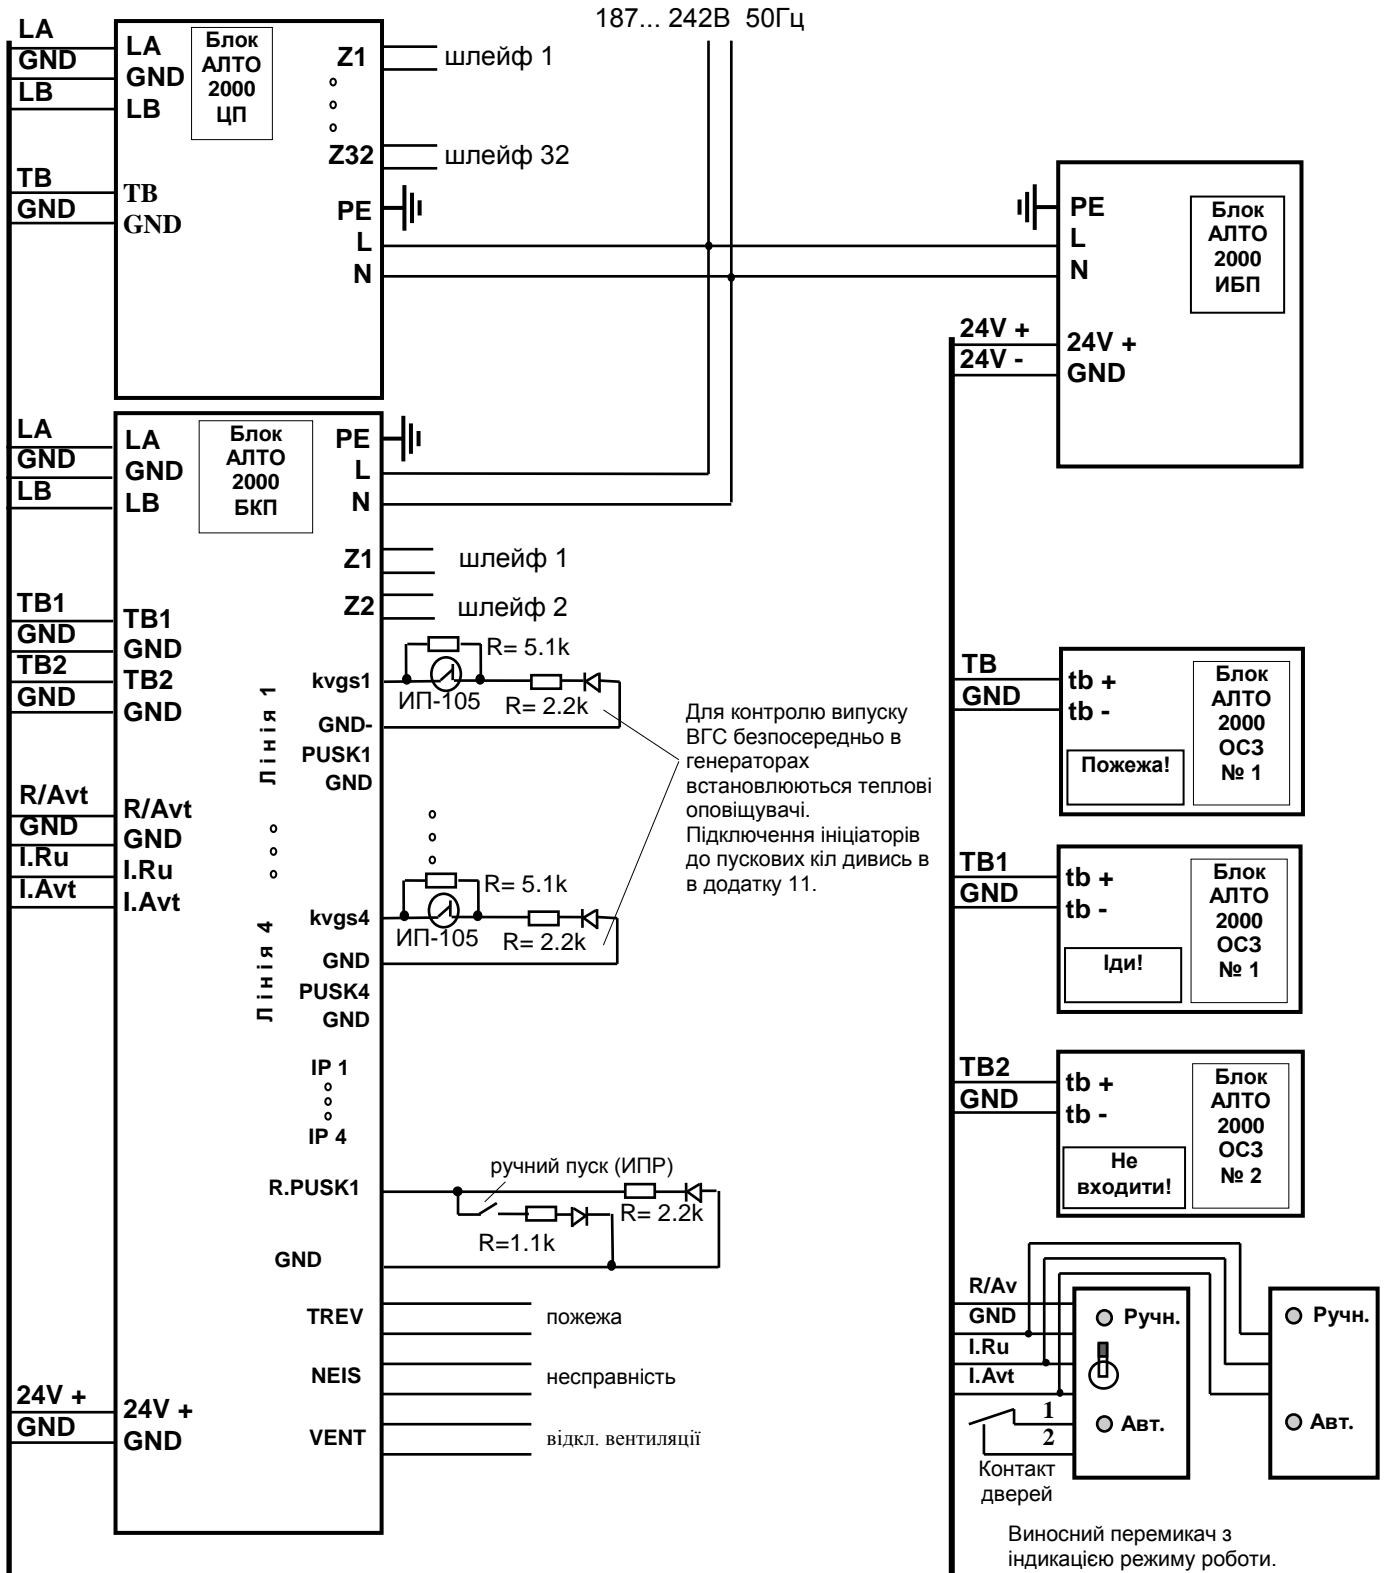 187... 242В 50Гц
LA
GND
LB
TB
GND
LA
GND
LB
TB
GND
Блок
АЛТО
2000
ЦП
Z1
Z32
PE
L
N
шлейф 1
шлейф 32
PE
L
N
24V +
GND
Блок
АЛТО
2000
ИБП
24V +
24V -
LA
GND
LB
TB1
GND
TB2
GND
R/Avt
GND
I.Ru
I.Avt
24V +
GND
LA
GND
LB
TB1
GND
TB2
GND
R/Avt
GND
I.Ru
I.Avt
24V +
GND
Блок
АЛТО
2000
БКП
PE
L
N
Z1
Z2
шлейф 1
шлейф 2
Лінія 1
kvgs1
GND-
PUSK1
GND
R= 5.1k
ИП-105
R= 2.2k
Лінія 4
kvgs4
GND
PUSK4
GND
R= 5.1k
ИП-105
R= 2.2k
Для контролю випуску
ВГС безпосередньо в
генераторах
встановлюються теплові
оповіщувачі.
Підключення ініціаторів
до пускових кіл дивись в
в додатку 11.
IP 1
IP 4
R.PUSK1
GND
ручний пуск (ИПР)
R= 2.2k
R=1.1k
TREV
пожежа
NEIS
несправність
VENT
відкл. вентиляції
TB
GND
tb +
tb -
Пожежа!
Блок
АЛТО
2000
ОСЗ
№ 1
TB1
GND
tb +
tb -
Іди!
Блок
АЛТО
2000
ОСЗ
№ 1
TB2
GND
tb +
tb -
Не
входити!
Блок
АЛТО
2000
ОСЗ
№ 2
R/Av
GND
I.Ru
I.Avt
1
2
Контакт
дверей
Ручн.
Авт.
Ручн.
Авт.
Виносний перемикач з
індикацією режиму роботи.